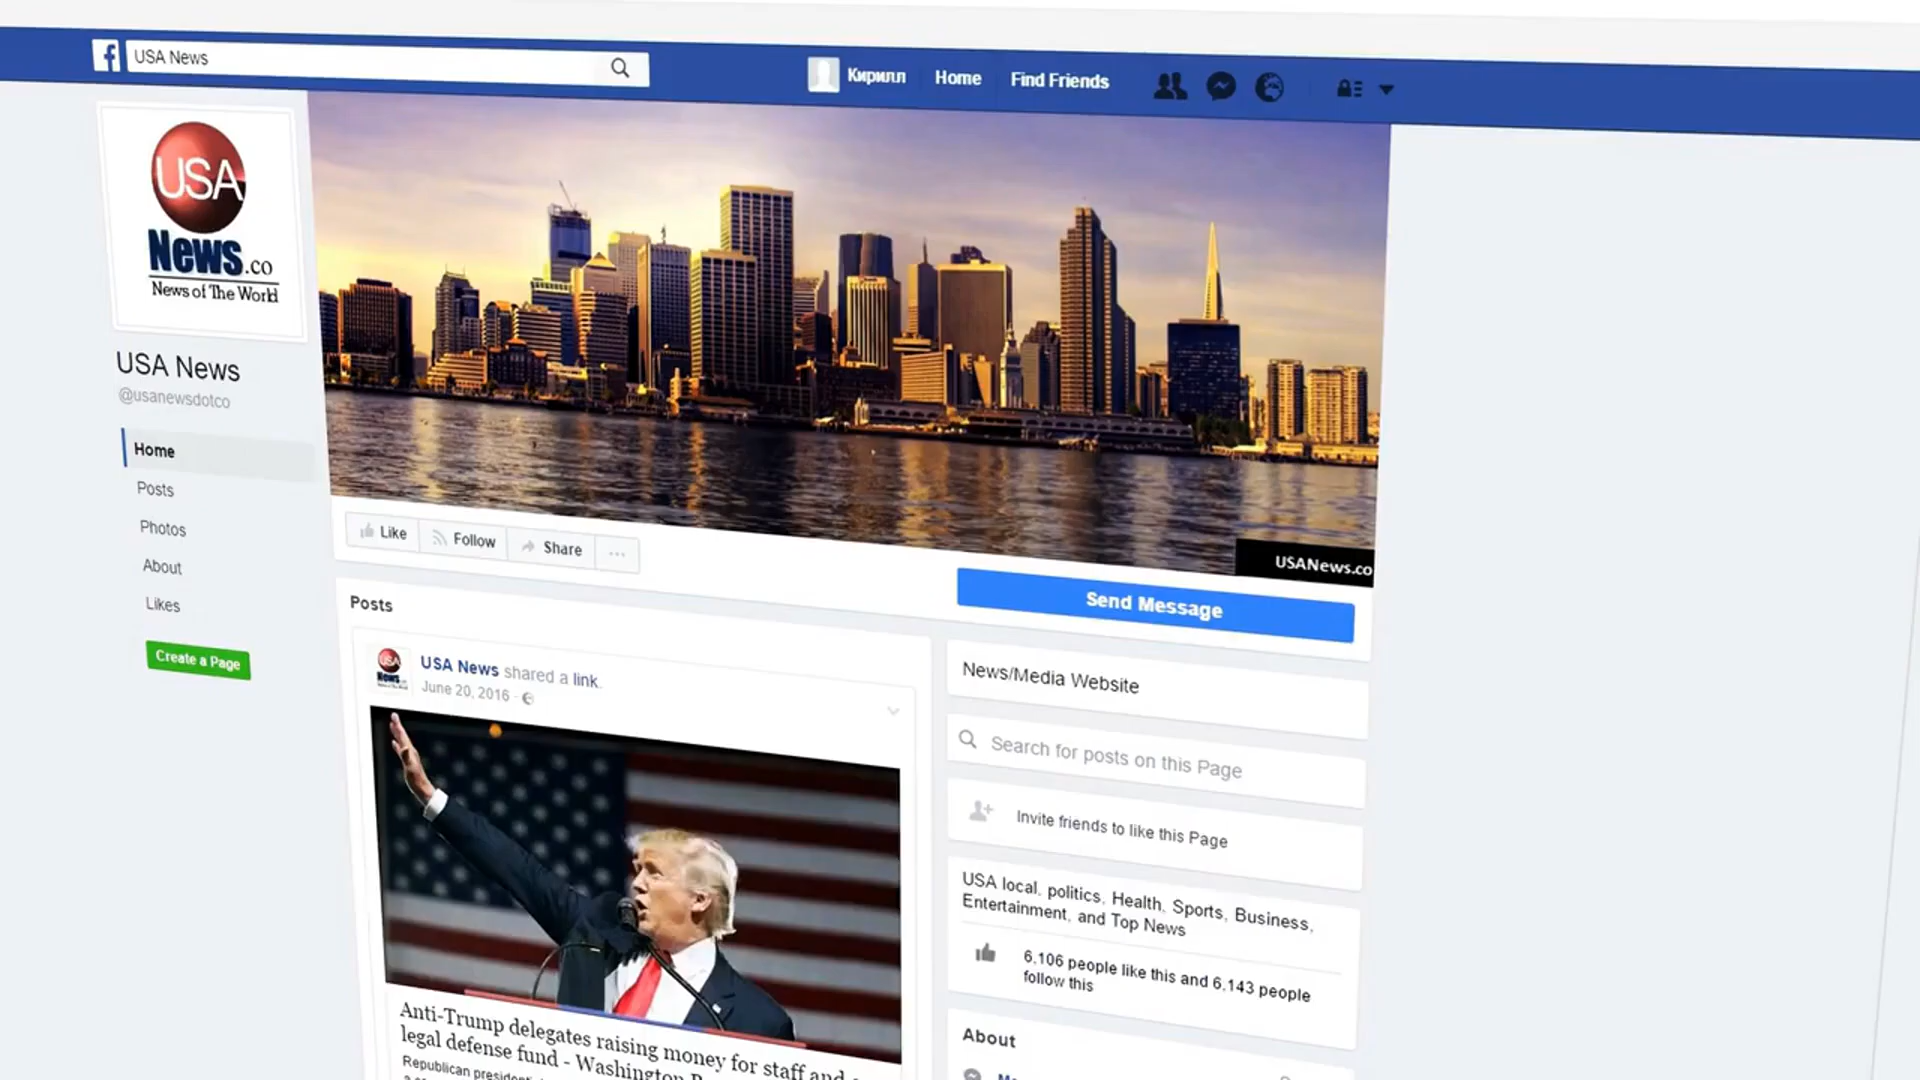 USA News
Кирилл
Home
Find Friends
USA
News.co
News of The World
USA News
@usanewsdotco
Home
Posts
Photos
About
Likes
Create a Page
Like
Follow
Share
USANews.co
Send Message
Posts
USA News shared a link.
June 20, 2016
Anti-Trump delegates raising money for staff and
legal defense fund - Washington
Republican
News/Media Website
Search for posts on this Page
Invite friends to like this Page
USA local, politics, Health, Sports, Business,
Entertainment, and Top News
6,106 people like this and 6,143 people
follow this
About